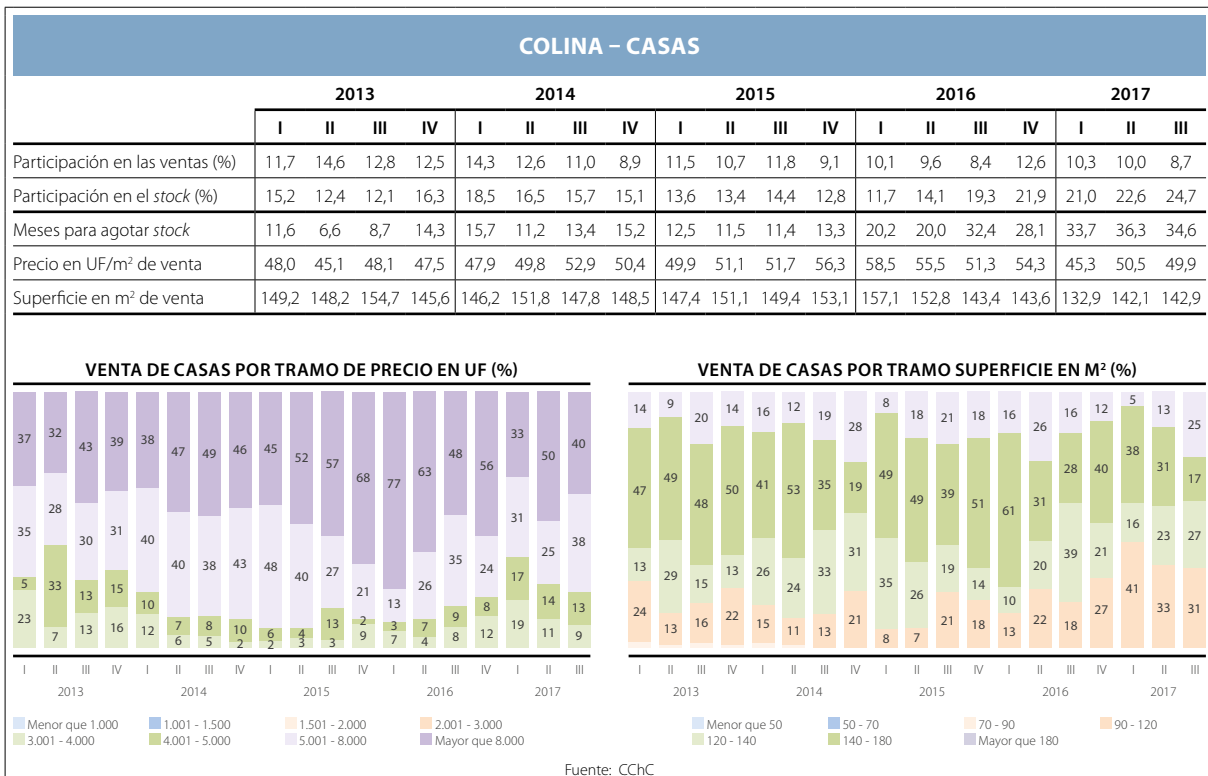 COLINA – CASAS
2013 2014 2015 2016 2017
I II III IV I II III IV I II III IV I II III IV I II III
Participación en las ventas (%) 11,7 14,6 12,8 12,5 14,3 12,6 11,0 8,9 11,5 10,7 11,8 9,1 10,1 9,6 8,4 12,6 10,3 10,0 8,7
Participación en el stock (%) 15,2 12,4 12,1 16,3 18,5 16,5 15,7 15,1 13,6 13,4 14,4 12,8 11,7 14,1 19,3 21,9 21,0 22,6 24,7
Meses para agotar stock 11,6 6,6 8,7 14,3 15,7 11,2 13,4 15,2 12,5 11,5 11,4 13,3 20,2 20,0 32,4 28,1 33,7 36,3 34,6
Precio en UF/m² de venta 48,0 45,1 48,1 47,5 47,9 49,8 52,9 50,4 49,9 51,1 51,7 56,3 58,5 55,5 51,3 54,3 45,3 50,5 49,9
Superficie en m² de venta 149,2 148,2 154,7 145,6 146,2 151,8 147,8 148,5 147,4 151,1 149,4 153,1 157,1 152,8 143,4 143,6 132,9 142,1 142,9
VENTA DE CASAS POR TRAMO DE PRECIO EN UF (%)
37 32 43 39 38 47 49 46 45 52 57 68 77 63 48 56 33 50 40
35 28 30 31 40 40 38 43 48 40 27 21 13 26 35 24 31 25 38
5 33 13 15 10 7 8 10 6 4 13 2 3 7 9 8 17 14 13
23 7 13 16 12 6 5 2 2 3 3 9 7 4 8 12 19 11 9
I II III IV I II III IV I II III IV I II III IV I II III
2013 2014 2015 2016 2017
Menor que 1.000 1.001 - 1.500 1.501 - 2.000 2.001 - 3.000
3.001 - 4.000 4.001 - 5.000 5.001 - 8.000 Mayor que 8.000
VENTA DE CASAS POR TRAMO SUPERFICIE EN M² (%)
14 9 20 14 16 12 19 28 8 18 21 18 16 26 16 12 5 13 25
47 49 48 50 41 53 35 19 49 49 39 51 61 31 28 40 38 31 17
13 29 15 13 26 24 33 31 35 26 19 14 10 20 39 21 16 23 27
24 13 16 22 15 11 13 21 8 7 21 18 13 22 18 27 41 33 31
I II III IV I II III IV I II III IV I II III IV I II III
2013 2014 2015 2016 2017
Menor que 50 50 - 70 70 - 90 90 - 120
120 - 140 140 - 180 Mayor que 180
Fuente: CChC